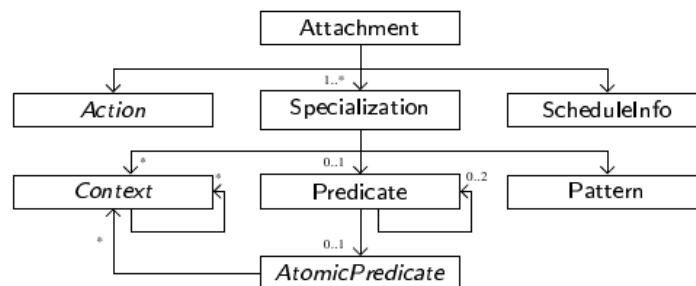 Attachment
1..*
Action
Specialization
ScheduleInfo
*
0..1
*
0..2
Context
Predicate
Pattern
*
0..1
AtomicPredicate